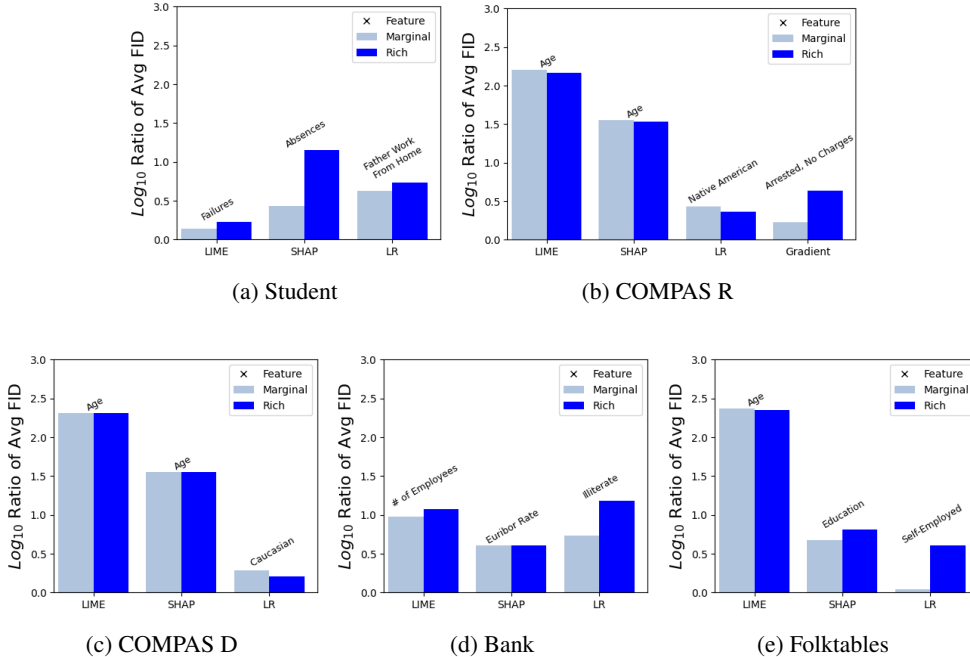 3.0
2.5
2.0
1.5
1.0
0.5
0.0
Log10 Ratio of Avg FID
Feature
Marginal
Rich
Failures
Absences
Father Work
From Home
LIME
SHAP
LR
(a) Student
3.0
2.5
2.0
1.5
1.0
0.5
0.0
Log10 Ratio of Avg FID
Feature
Marginal
Rich
Age
Age
Native American
Arrested, No Charges
LIME
SHAP
LR
Gradient
(b) COMPAS R
3.0
2.5
2.0
1.5
1.0
0.5
0.0
Log10 Ratio of Avg FID
Feature
Marginal
Rich
Age
Age
Caucasian
LIME
SHAP
LR
(c) COMPAS D
3.0
2.5
2.0
1.5
1.0
0.5
0.0
Log10 Ratio of Avg FID
Feature
Marginal
Rich
# of Employees
Euribor Rate
Illiterate
LIME
SHAP
LR
(d) Bank
3.0
2.5
2.0
1.5
1.0
0.5
0.0
Log10 Ratio of Avg FID
Feature
Marginal
Rich
Age
Education
Self-Employed
LIME
SHAP
LR
(e) Folktables